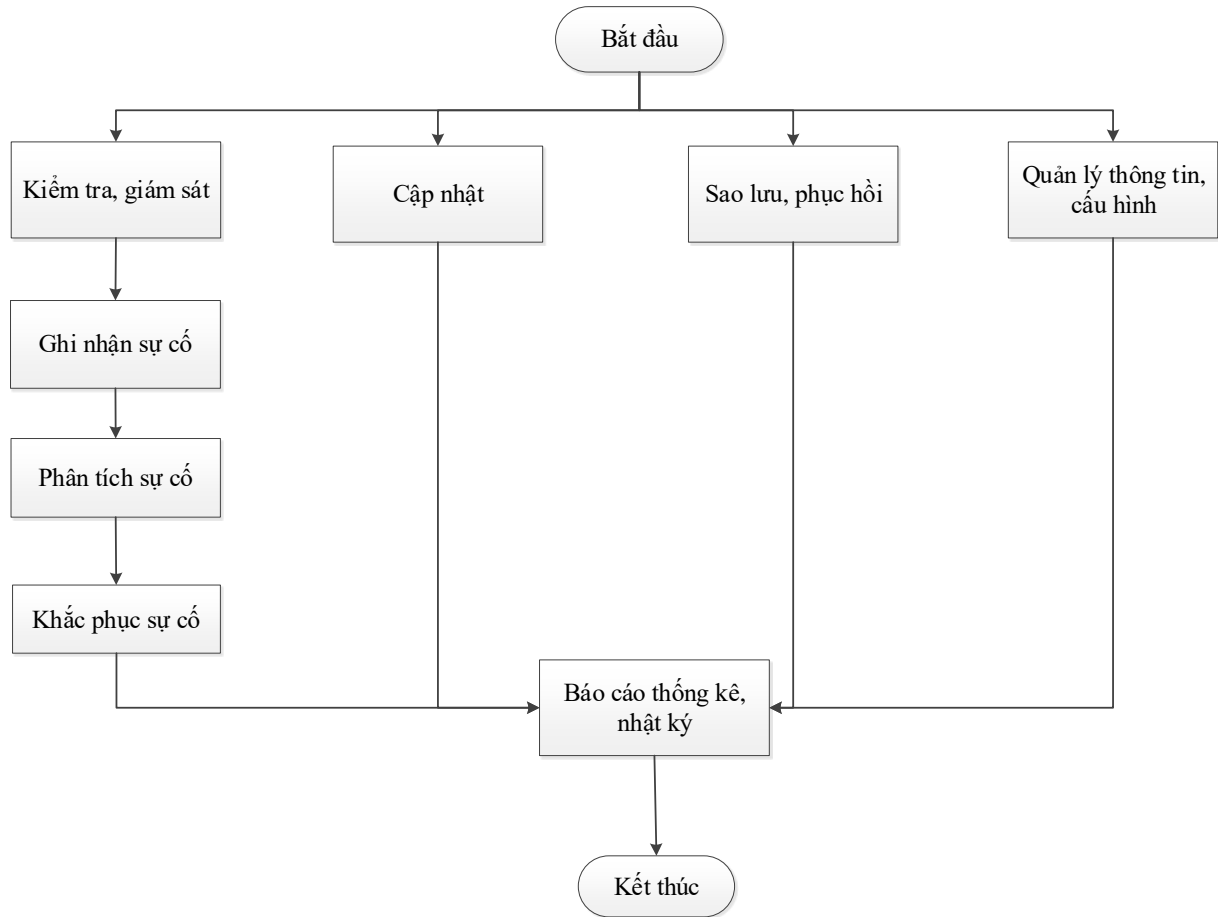 Bắt đầu
Kiểm tra, giám sát
Cập nhật
Sao lưu, phục hồi
Quản lý thông tin,
cấu hình
Ghi nhận sự cố
Phân tích sự cố
Khắc phục sự cố
Báo cáo thống kê,
nhật ký
Kết thúc